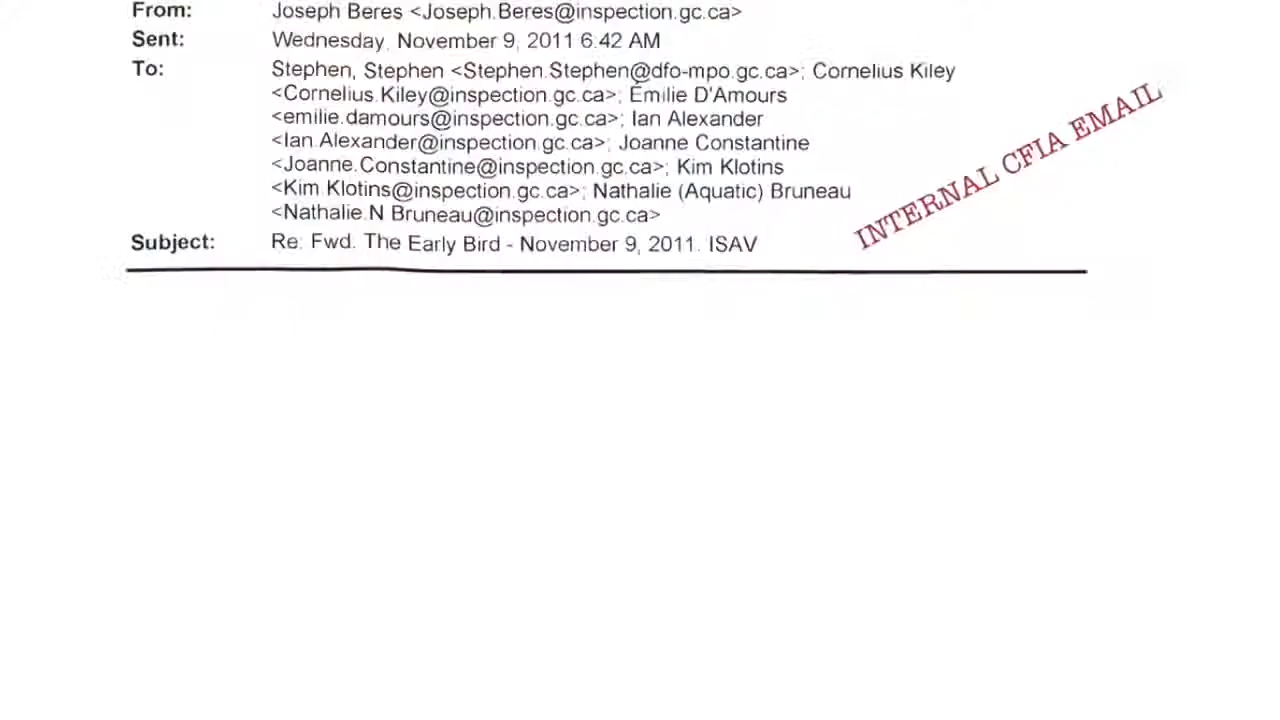 From: Joseph Beres <Joseph.Beres@inspection.gc.ca>
Sent: Wednesday, November 9, 2011 6.42 AM
To: Stephen, Stephen <Stephen.Stephen@dfo-mpo.gc.ca>; Cornelius Kiley
<Cornelius.Kiley@inspection.gc.ca>; Émilie D'Amours
<emilie.damours@inspection.gc.ca>; Ian Alexander
<Ian.Alexander@inspection.gc.ca>; Joanne Constantine
<Joanne.Constantine@inspection.gc.ca>; Kim Klotins
<Kim Klotins@inspection.gc.ca>; Nathalie (Aquatic) Bruneau
<Nathalie.N Bruneau@inspection.gc.ca>
Subject: Re: Fwd. The Early Bird - November 9, 2011. ISAV
INTERNAL CFIA EMAIL